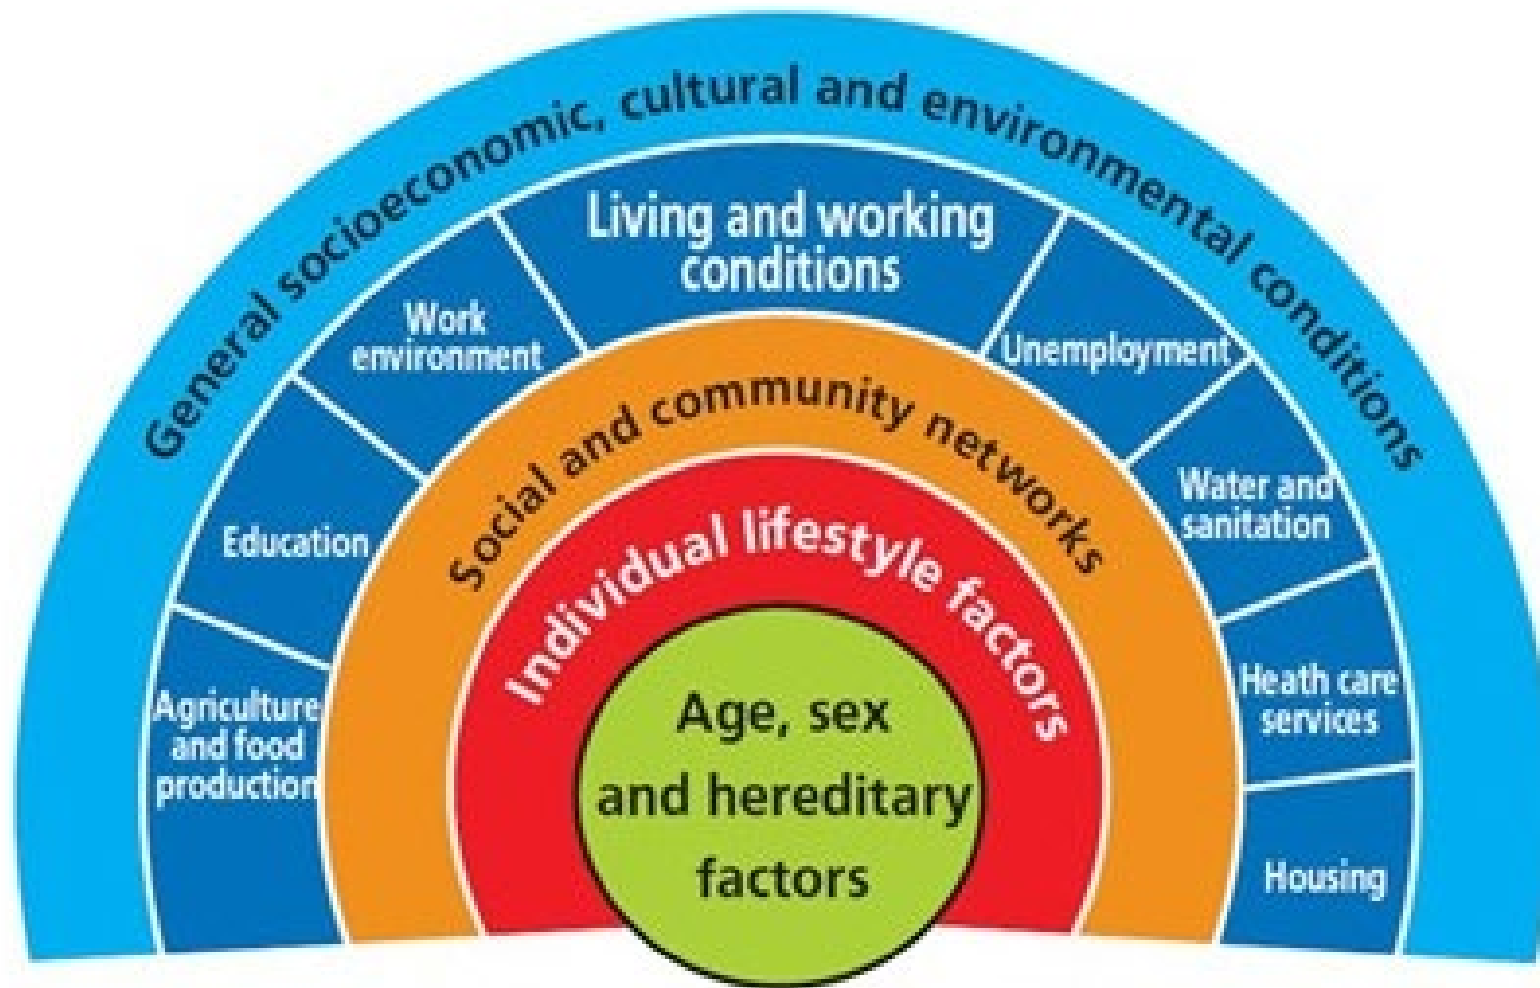 General socioeconomic, cultural and environmental conditions
Living and working
conditions
Work
environment
Unemployment
Education
Water and
sanitation
Agriculture
and food
production
Heath care
services
Housing
Social and community networks
Individual lifestyle factors
Age, sex
and hereditary
factors